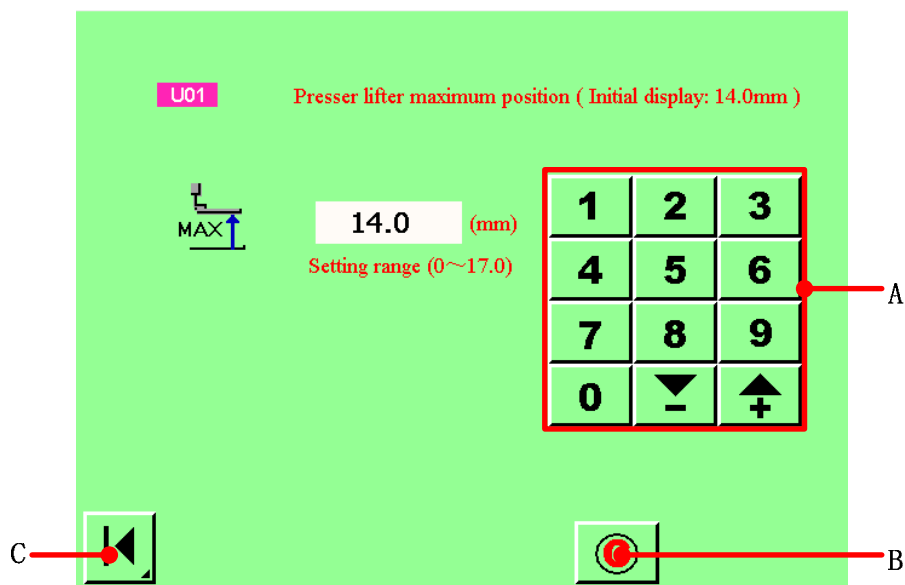 U01 Presser lifter maximum position ( Initial display: 14.0mm )
MAX 14.0 (mm)
Setting range (0～17.0)
1 2 3
4 5 6
7 8 9
0 − +
A
B
C